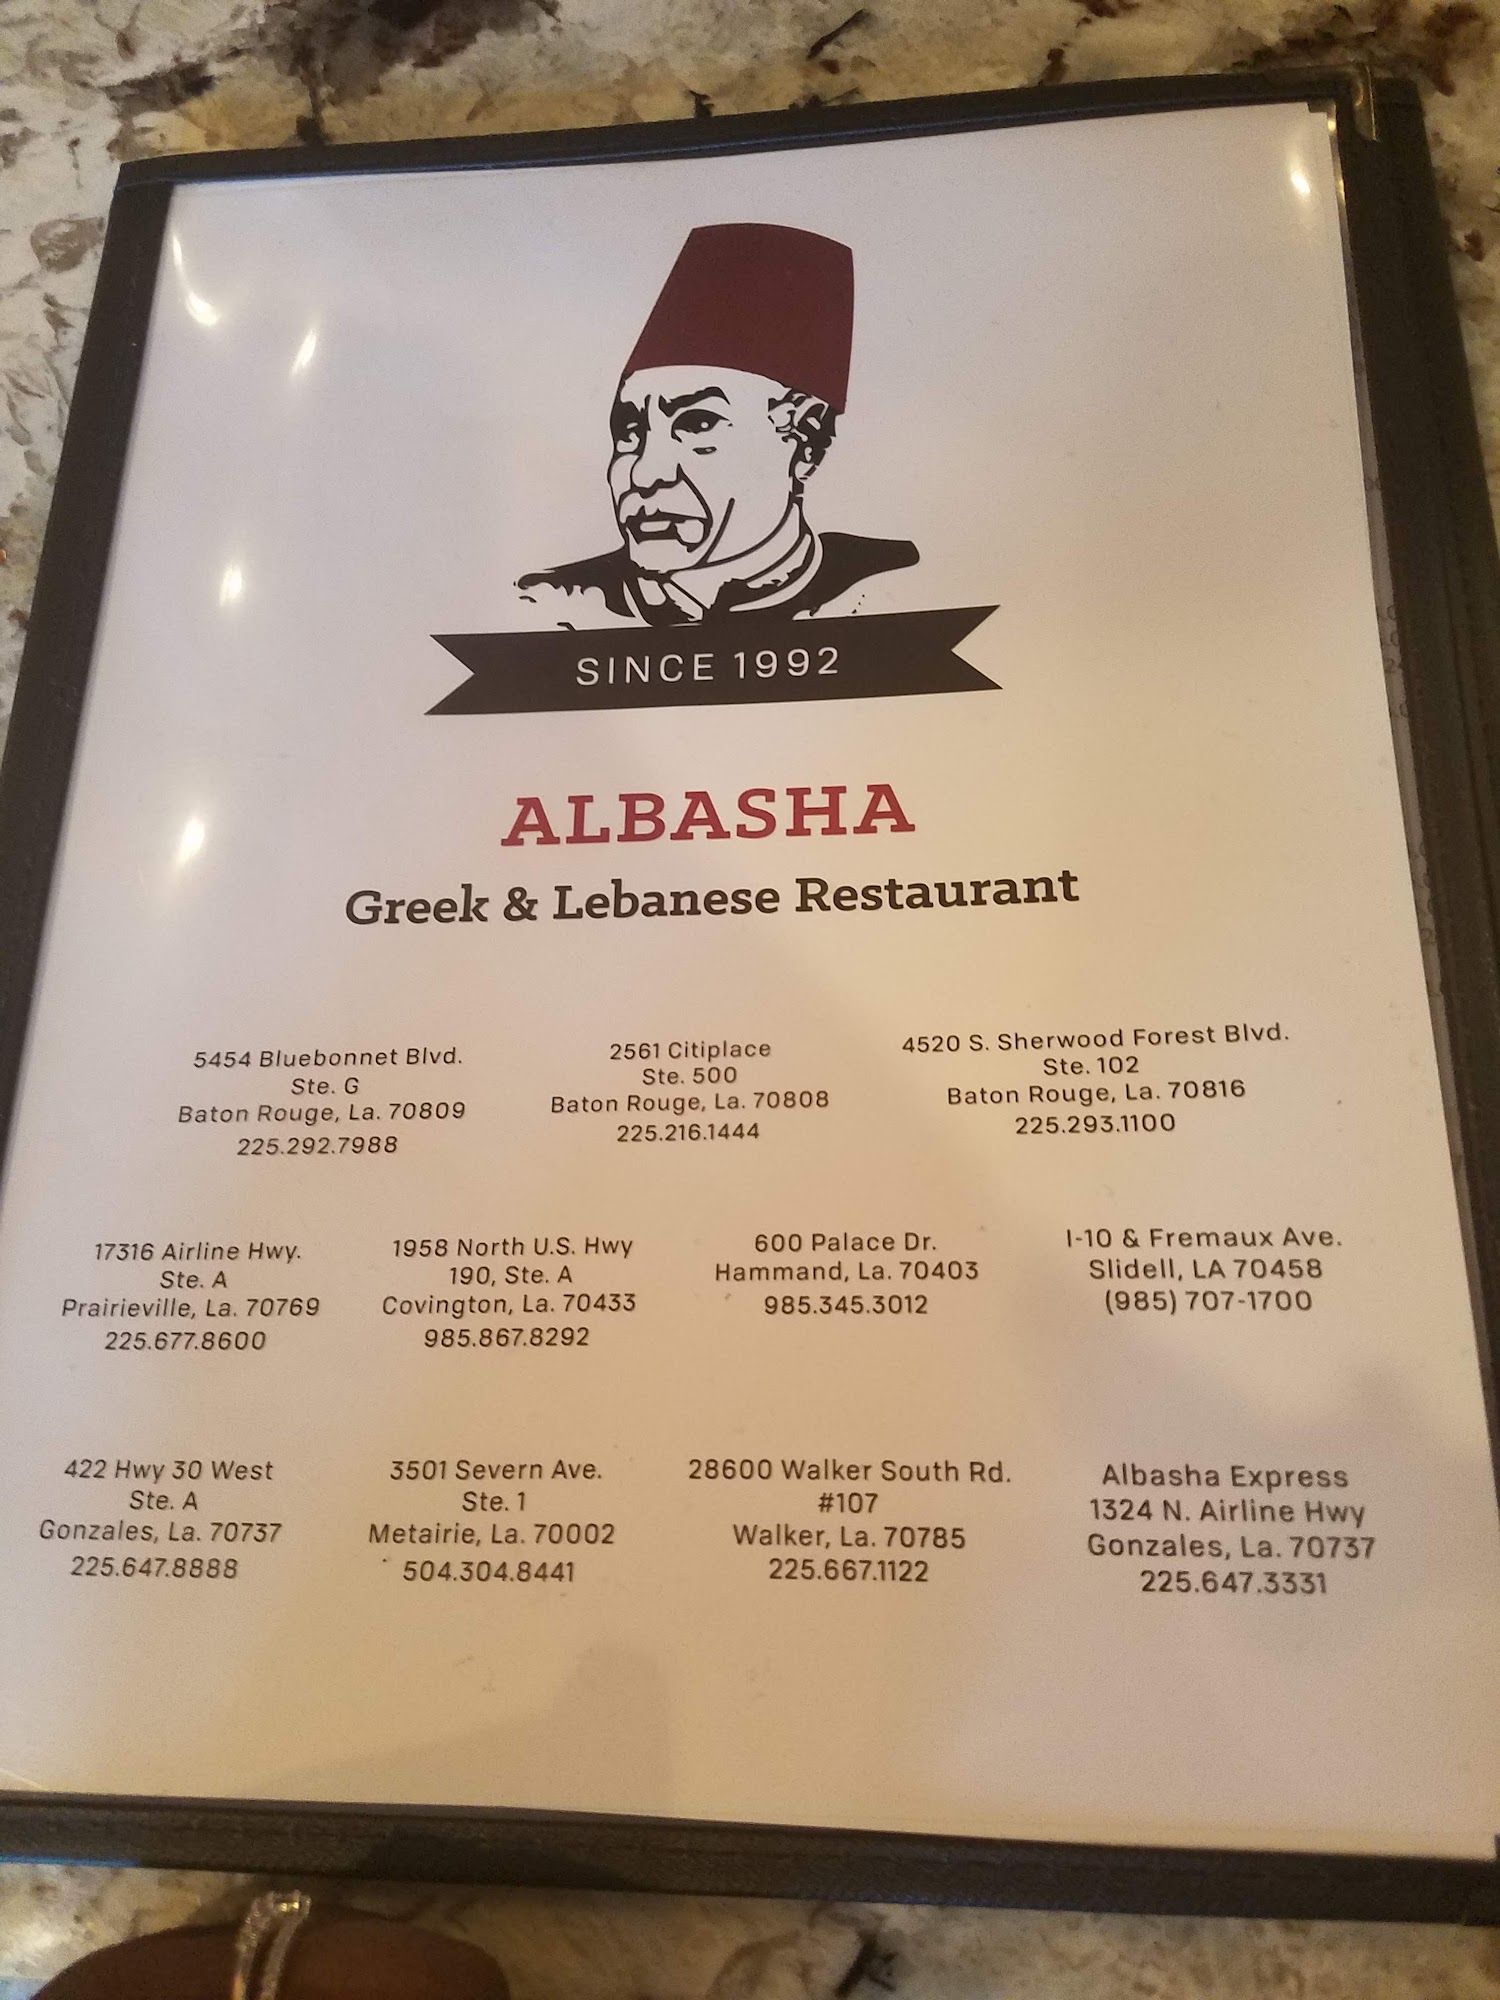 SINCE 1992
ALBASHA
Greek & Lebanese Restaurant
5454 Bluebonnet Blvd.
Ste. G
Baton Rouge, La. 70809
225.292.7988
2561 Citiplace
Ste. 500
Baton Rouge, La. 70808
225.216.1444
4520 S. Sherwood Forest Blvd.
Ste. 102
Baton Rouge, La. 70816
225.293.1100
17316 Airline Hwy.
Ste. A
Prairieville, La. 70769
225.677.8600
1958 North U.S. Hwy
190, Ste. A
Covington, La. 70433
985.867.8292
600 Palace Dr.
Hammand, La. 70403
985.345.3012
I-10 & Fremaux Ave.
Slidell, LA 70458
(985) 707-1700
422 Hwy 30 West
Ste. A
Gonzales, La. 70737
225.647.8888
3501 Severn Ave.
Ste. 1
Metairie, La. 70002
504.304.8441
28600 Walker South Rd.
#107
Walker, La. 70785
225.667.1122
Albasha Express
1324 N. Airline Hwy
Gonzales, La. 70737
225.647.3331